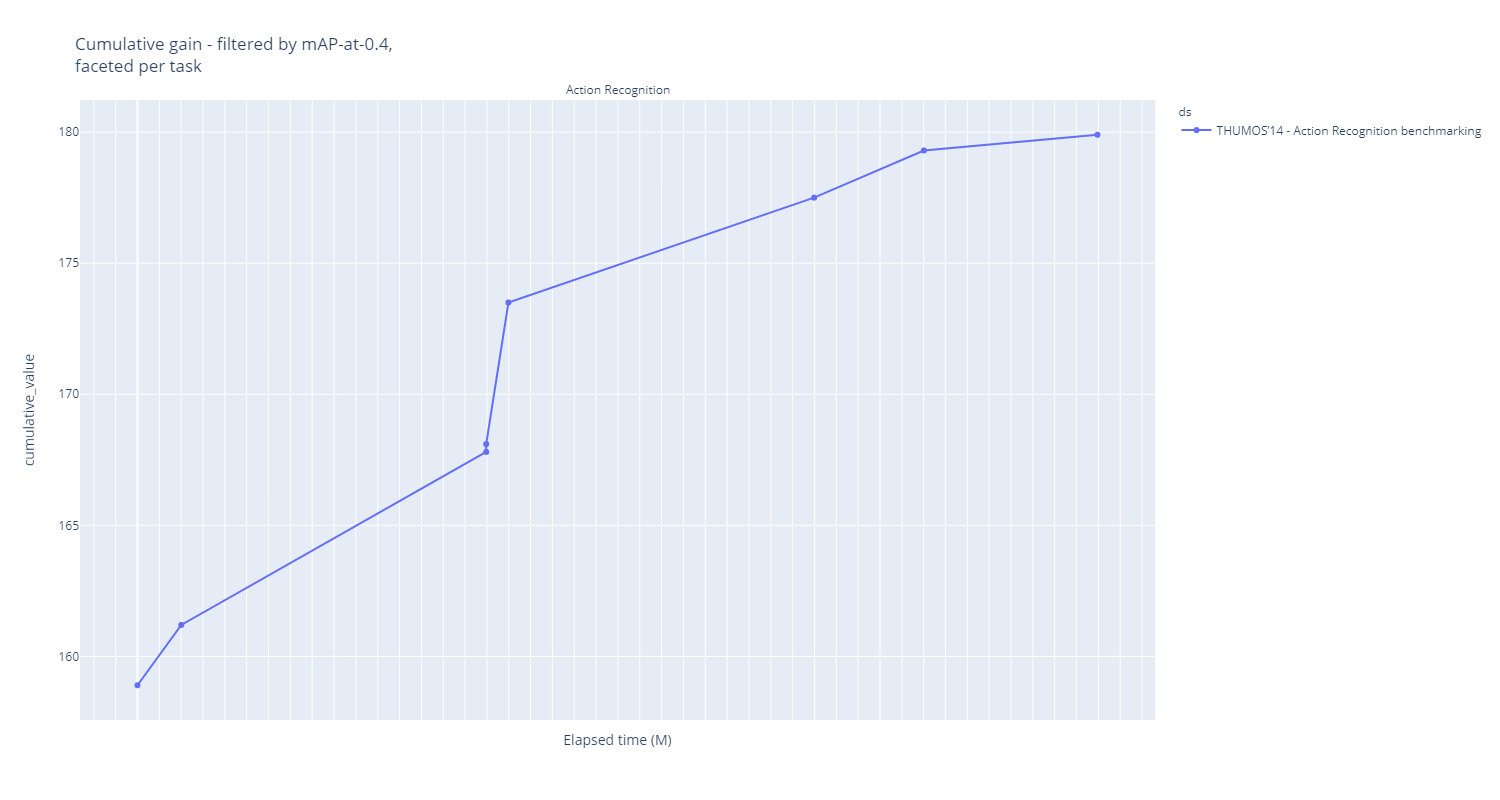 Cumulative gain - filtered by mAP-at-0.4,
faceted per task
Action Recognition
ds
THUMOS'14 - Action Recognition benchmarking
180
175
170
165
160
cumulative_value
Elapsed time (M)